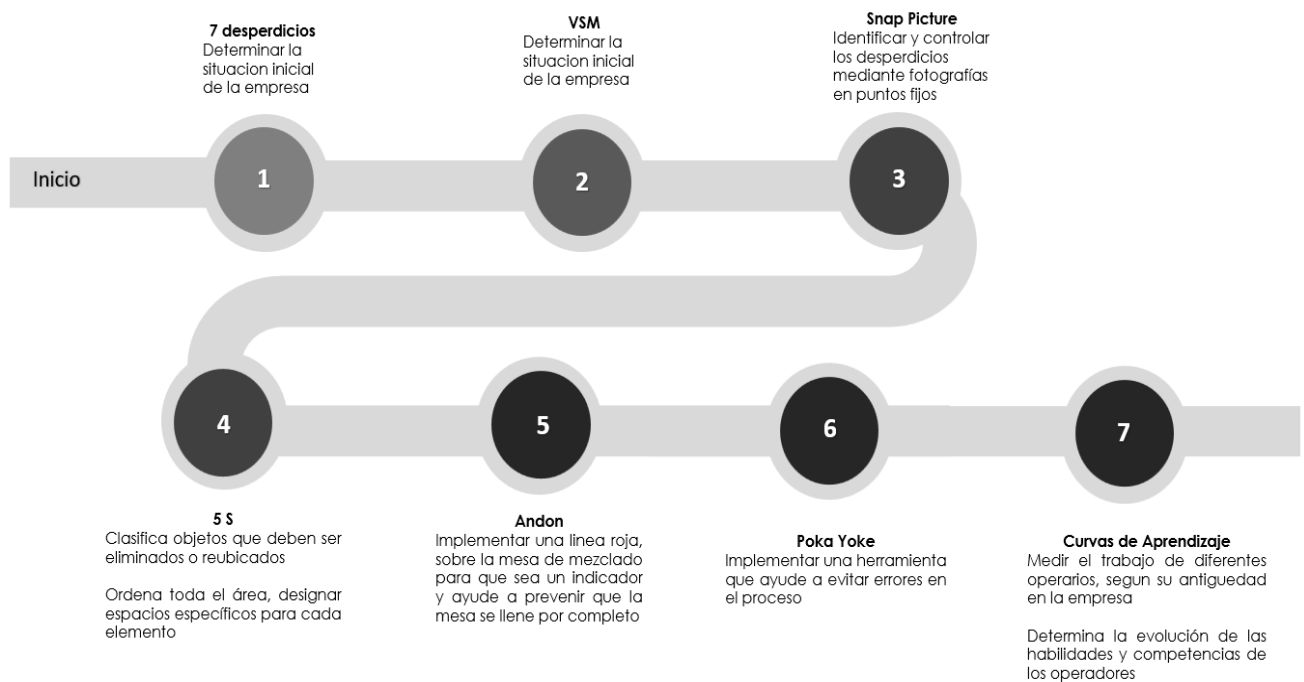 7 desperdicios
Determinar la
situacion inicial
de la empresa
VSM
Determinar la
situacion inicial
de la empresa
Snap Picture
Identificar y controlar
los desperdicios
mediante fotografías
en puntos fijos
Inicio
1
2
3
4
5
6
7
5 S
Clasifica objetos que deben ser
eliminados o reubicados
Ordena toda el área, designar
espacios específicos para cada
elemento
Andon
Implementar una linea roja,
sobre la mesa de mezclado
para que sea un indicador
y ayude a prevenir que la
mesa se llene por completo
Poka Yoke
Implementar una herramienta
que ayude a evitar errores en
el proceso
Curvas de Aprendizaje
Medir el trabajo de diferentes
operarios, segun su antiguedad
en la empresa
Determina la evolución de las
habilidades y competencias de
los operadores